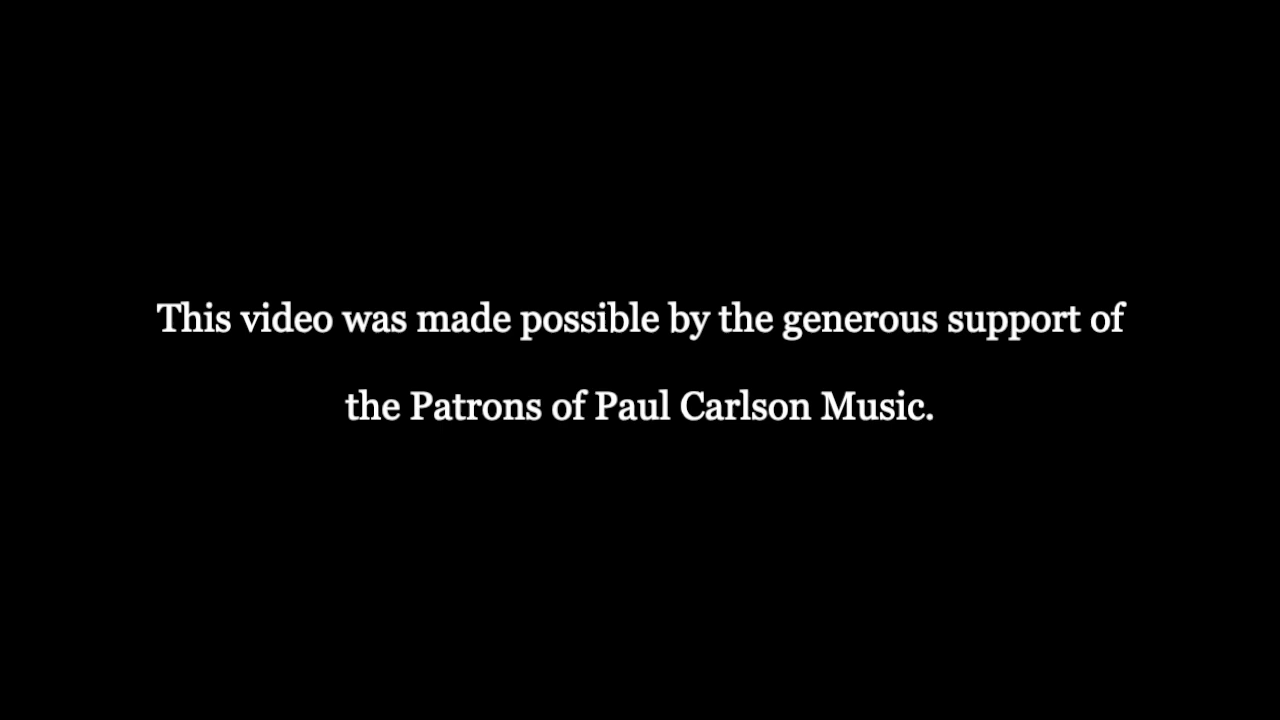 This video was made possible by the generous support of
the Patrons of Paul Carlson Music.